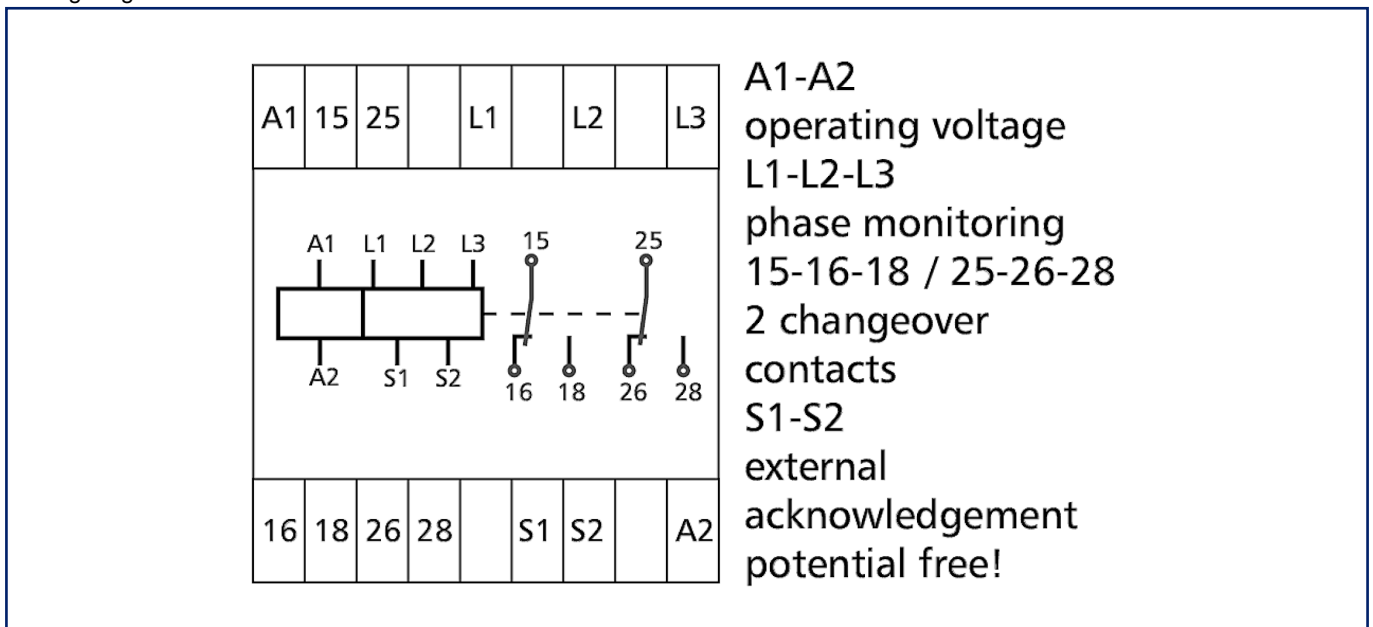 A1 15 25 L1 L2 L3
A1 L1 L2 L3 15 25
A2 S1 S2 16 18 26 28
16 18 26 28 S1 S2 A2
A1-A2
operating voltage
L1-L2-L3
phase monitoring
15-16-18 / 25-26-28
2 changeover
contacts
S1-S2
external
acknowledgement
potential free!